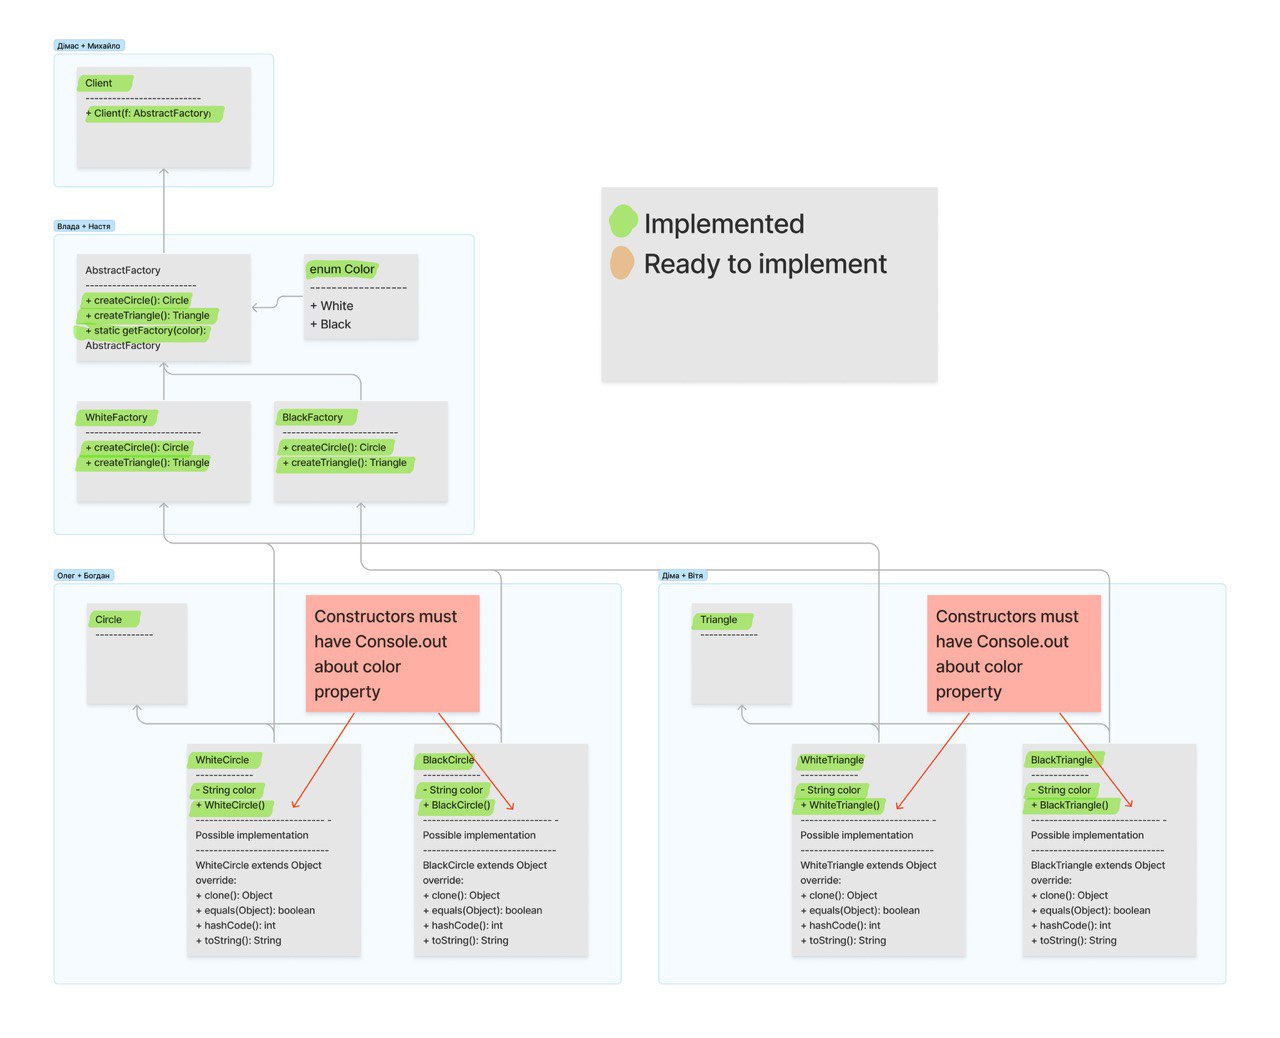 Дімас + Михайло
Client
--------------------------
+ Client(f: AbstractFactory)
Влада + Настя
AbstractFactory
-------------------------
+ createCircle(): Circle
+ createTriangle(): Triangle
+ static getFactory(color):
AbstractFactory
enum Color
-------------------
+ White
+ Black
Implemented
Ready to implement
WhiteFactory
--------------------------
+ createCircle(): Circle
+ createTriangle(): Triangle
BlackFactory
--------------------------
+ createCircle(): Circle
+ createTriangle(): Triangle
Олег + Богдан
Circle
-------------
Constructors must
have Console.out
about color
property
WhiteCircle
-------------
- String color
+ WhiteCircle()
----------------------------- -
Possible implementation
------------------------------
WhiteCircle extends Object
override:
+ clone(): Object
+ equals(Object): boolean
+ hashCode(): int
+ toString(): String
BlackCircle
-------------
- String color
+ BlackCircle()
----------------------------- -
Possible implementation
------------------------------
BlackCircle extends Object
override:
+ clone(): Object
+ equals(Object): boolean
+ hashCode(): int
+ toString(): String
Діма + Вітя
Triangle
-------------
Constructors must
have Console.out
about color
property
WhiteTriangle
-------------
- String color
+ WhiteTriangle()
----------------------------- -
Possible implementation
------------------------------
WhiteTriangle extends Object
override:
+ clone(): Object
+ equals(Object): boolean
+ hashCode(): int
+ toString(): String
BlackTriangle
-------------
- String color
+ BlackTriangle()
----------------------------- -
Possible implementation
------------------------------
BlackTriangle extends Object
override:
+ clone(): Object
+ equals(Object): boolean
+ hashCode(): int
+ toString(): String